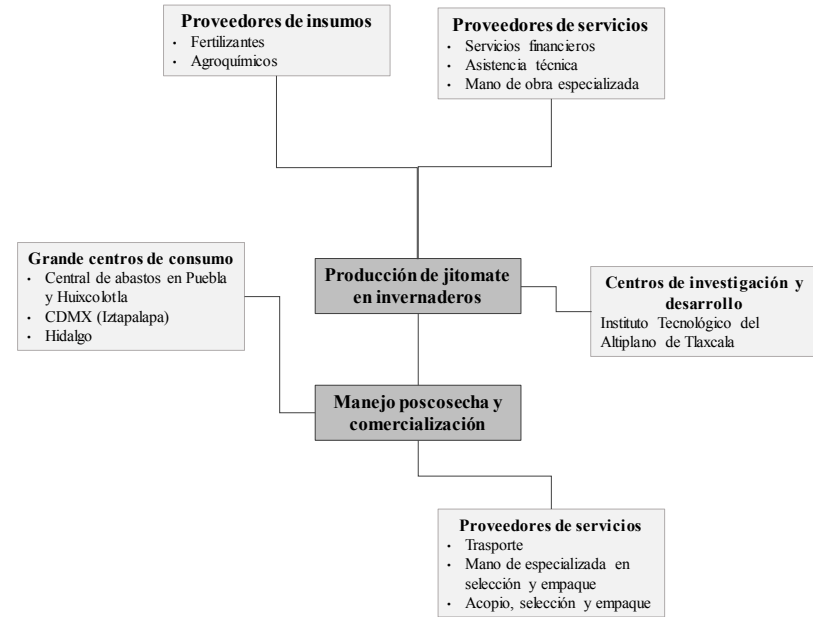 Proveedores de insumos
• Fertilizantes
• Agroquímicos
Proveedores de servicios
• Servicios financieros
• Asistencia técnica
• Mano de obra especializada
Grande centros de consumo
• Central de abastos en Puebla
y Huixcolotla
• CDMX (Iztapalapa)
• Hidalgo
Producción de jitomate
en invernaderos
Centros de investigación y
desarrollo
Instituto Tecnológico del
Altiplano de Tlaxcala
Manejo poscosecha y
comercialización
Proveedores de servicios
• Trasporte
• Mano de especializada en
selección y empaque
• Acopio, selección y empaque